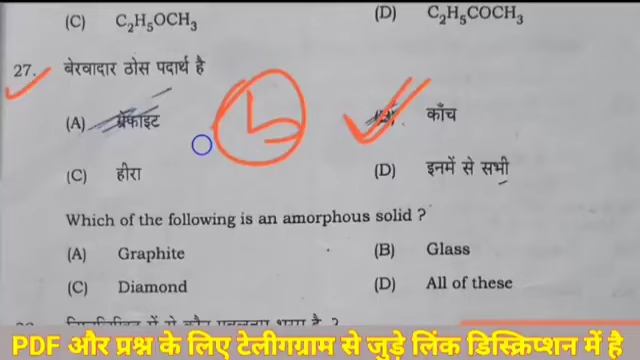 (C) C₂H₅OCH₃ (D) C₂H₅COCH₃
27. बेरवादार ठोस पदार्थ है
(A) ग्रेफाइट (B) काँच
(C) हीरा (D) इनमें से सभी
Which of the following is an amorphous solid ?
(A) Graphite (B) Glass
(C) Diamond (D) All of these
PDF और प्रश्न के लिए टेलीगग्राम से जुड़े लिंक डिस्क्रिप्शन में है